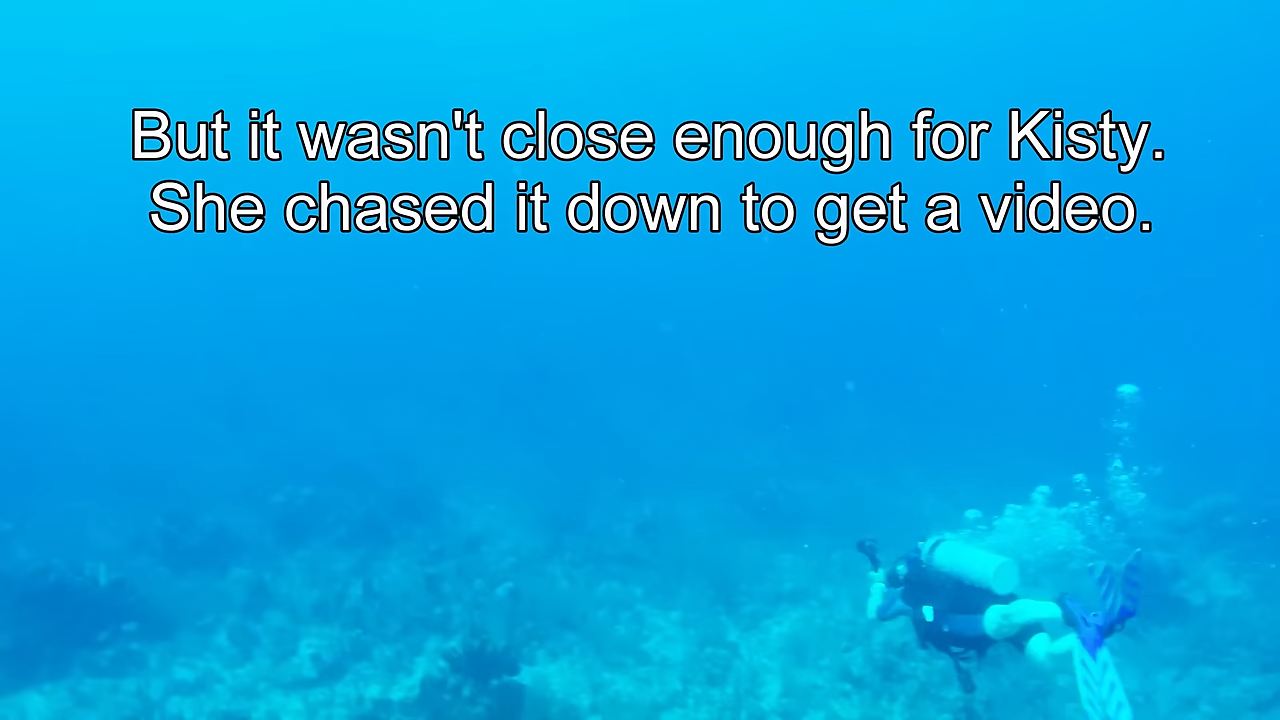 But it wasn't close enough for Kisty.
She chased it down to get a video.